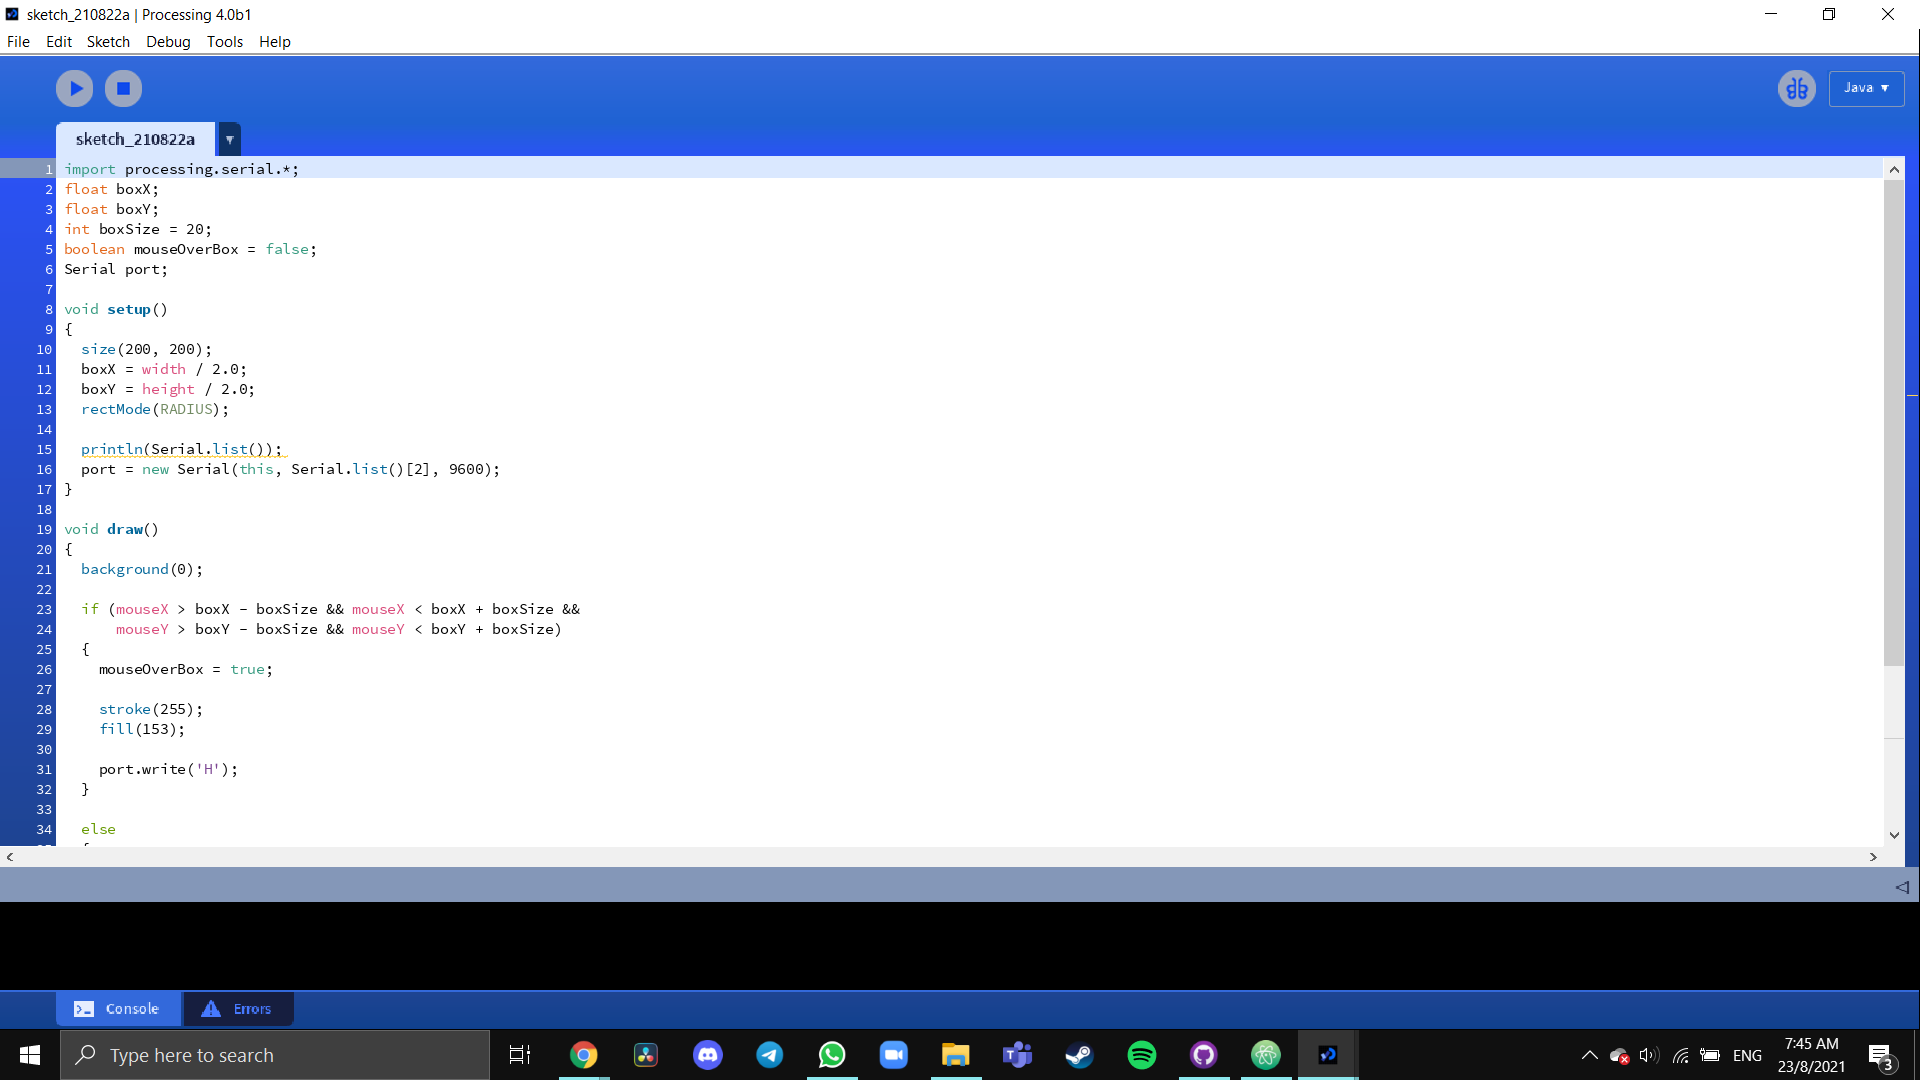 sketch_210822a | Processing 4.0b1
File Edit Sketch Debug Tools Help
Java ▼
sketch_210822a ▼
1 import processing.serial.*;
2 float boxX;
3 float boxY;
4 int boxSize = 20;
5 boolean mouseOverBox = false;
6 Serial port;
7
8 void setup()
9 {
10   size(200, 200);
11   boxX = width / 2.0;
12   boxY = height / 2.0;
13   rectMode(RADIUS);
14
15   println(Serial.list());
16   port = new Serial(this, Serial.list()[2], 9600);
17 }
18
19 void draw()
20 {
21   background(0);
22
23   if (mouseX > boxX - boxSize && mouseX < boxX + boxSize &&
24       mouseY > boxY - boxSize && mouseY < boxY + boxSize)
25   {
26     mouseOverBox = true;
27
28     stroke(255);
29     fill(153);
30
31     port.write('H');
32   }
33
34   else
Console Errors
Type here to search
ENG
7:45 AM
23/8/2021
3